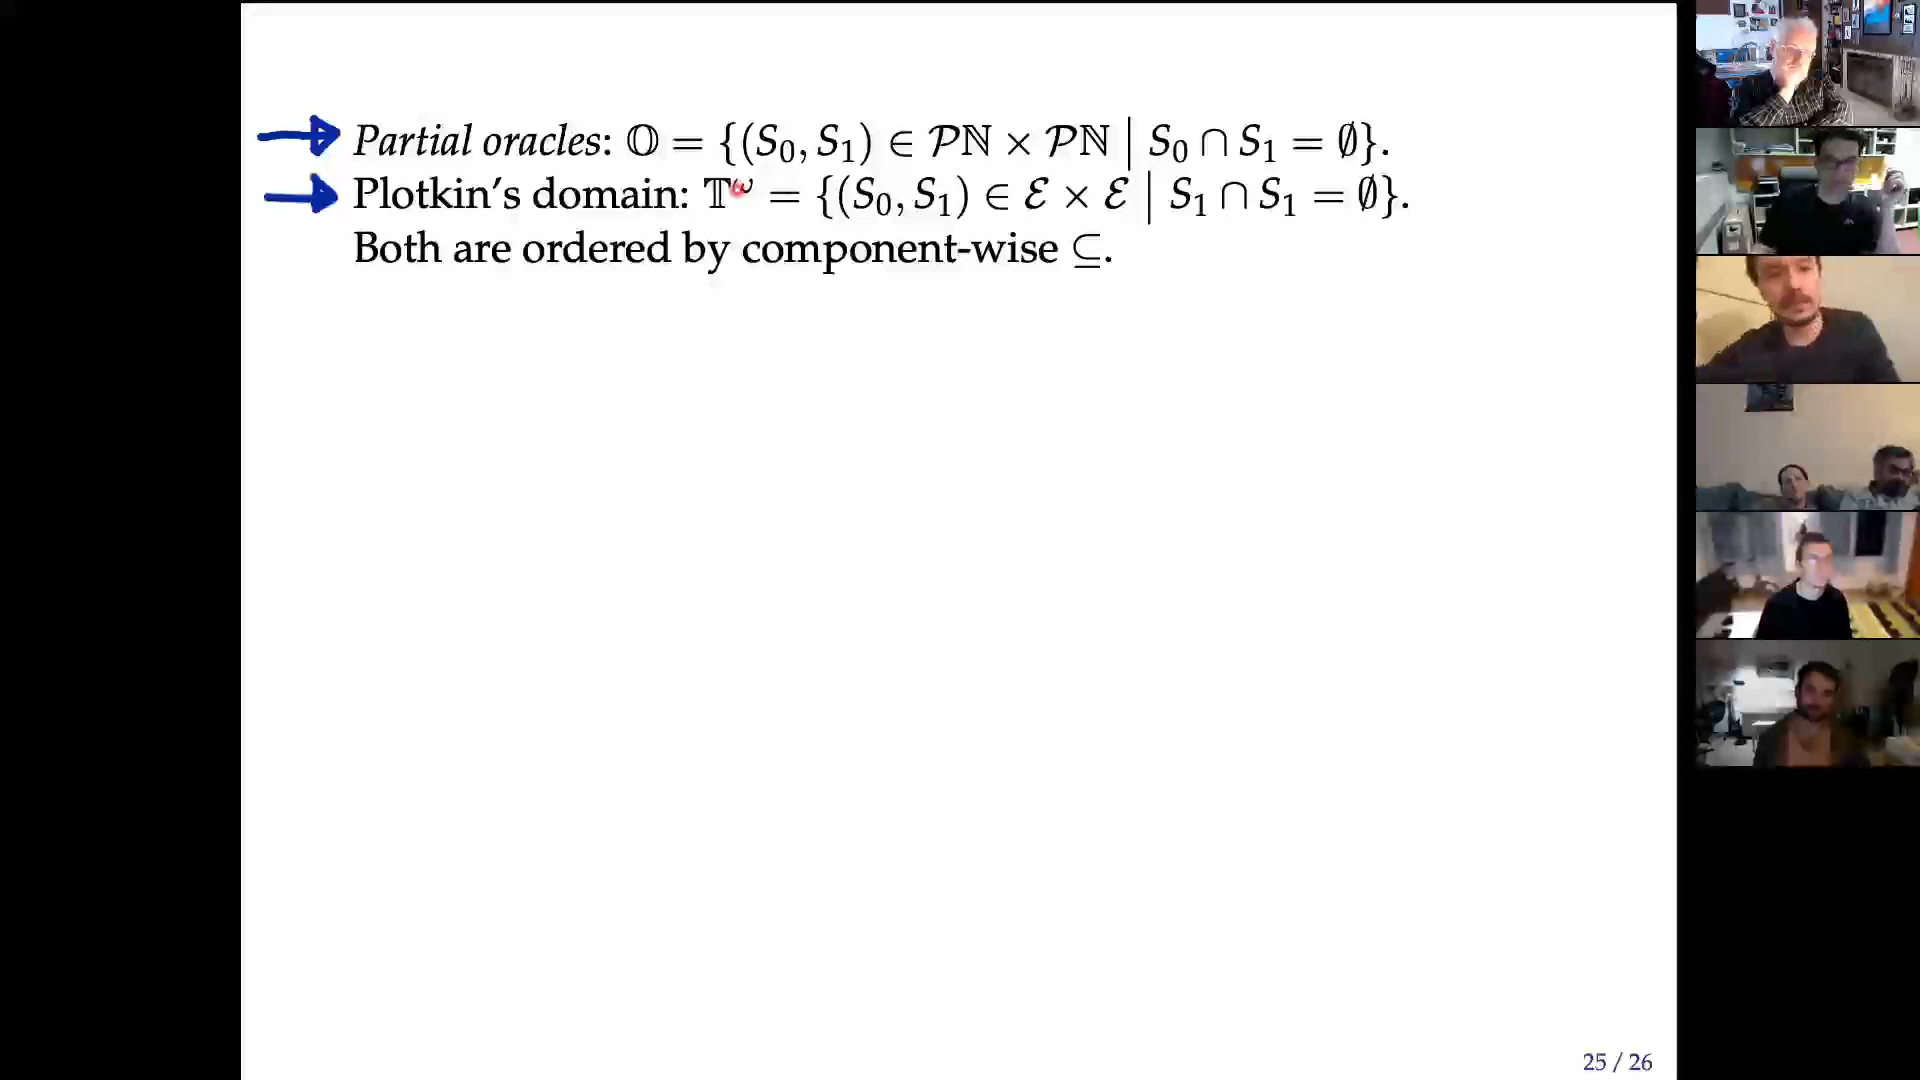 Partial oracles: 𝕆 = {(S₀, S₁) ∈ 𝒫ℕ × 𝒫ℕ | S₀ ∩ S₁ = ∅}.
Plotkin's domain: 𝕋^ω = {(S₀, S₁) ∈ ℰ × ℰ | S₁ ∩ S₁ = ∅}.
Both are ordered by component-wise ⊆.
25 / 26